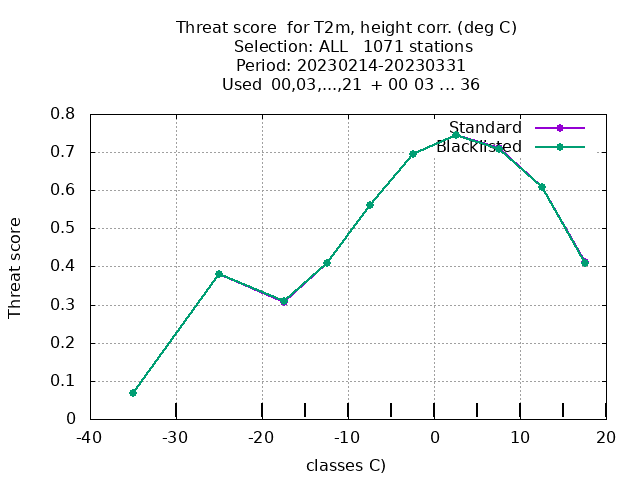 Threat score  for T2m, height corr. (deg C)
Selection: ALL   1071 stations
Period: 20230214-20230331
Used  00,03,...,21  + 00 03 ... 36
Standard
Blacklisted
Threat score
0.8
0.7
0.6
0.5
0.4
0.3
0.2
0.1
0
-40 -30 -20 -10 0 10 20
classes C)